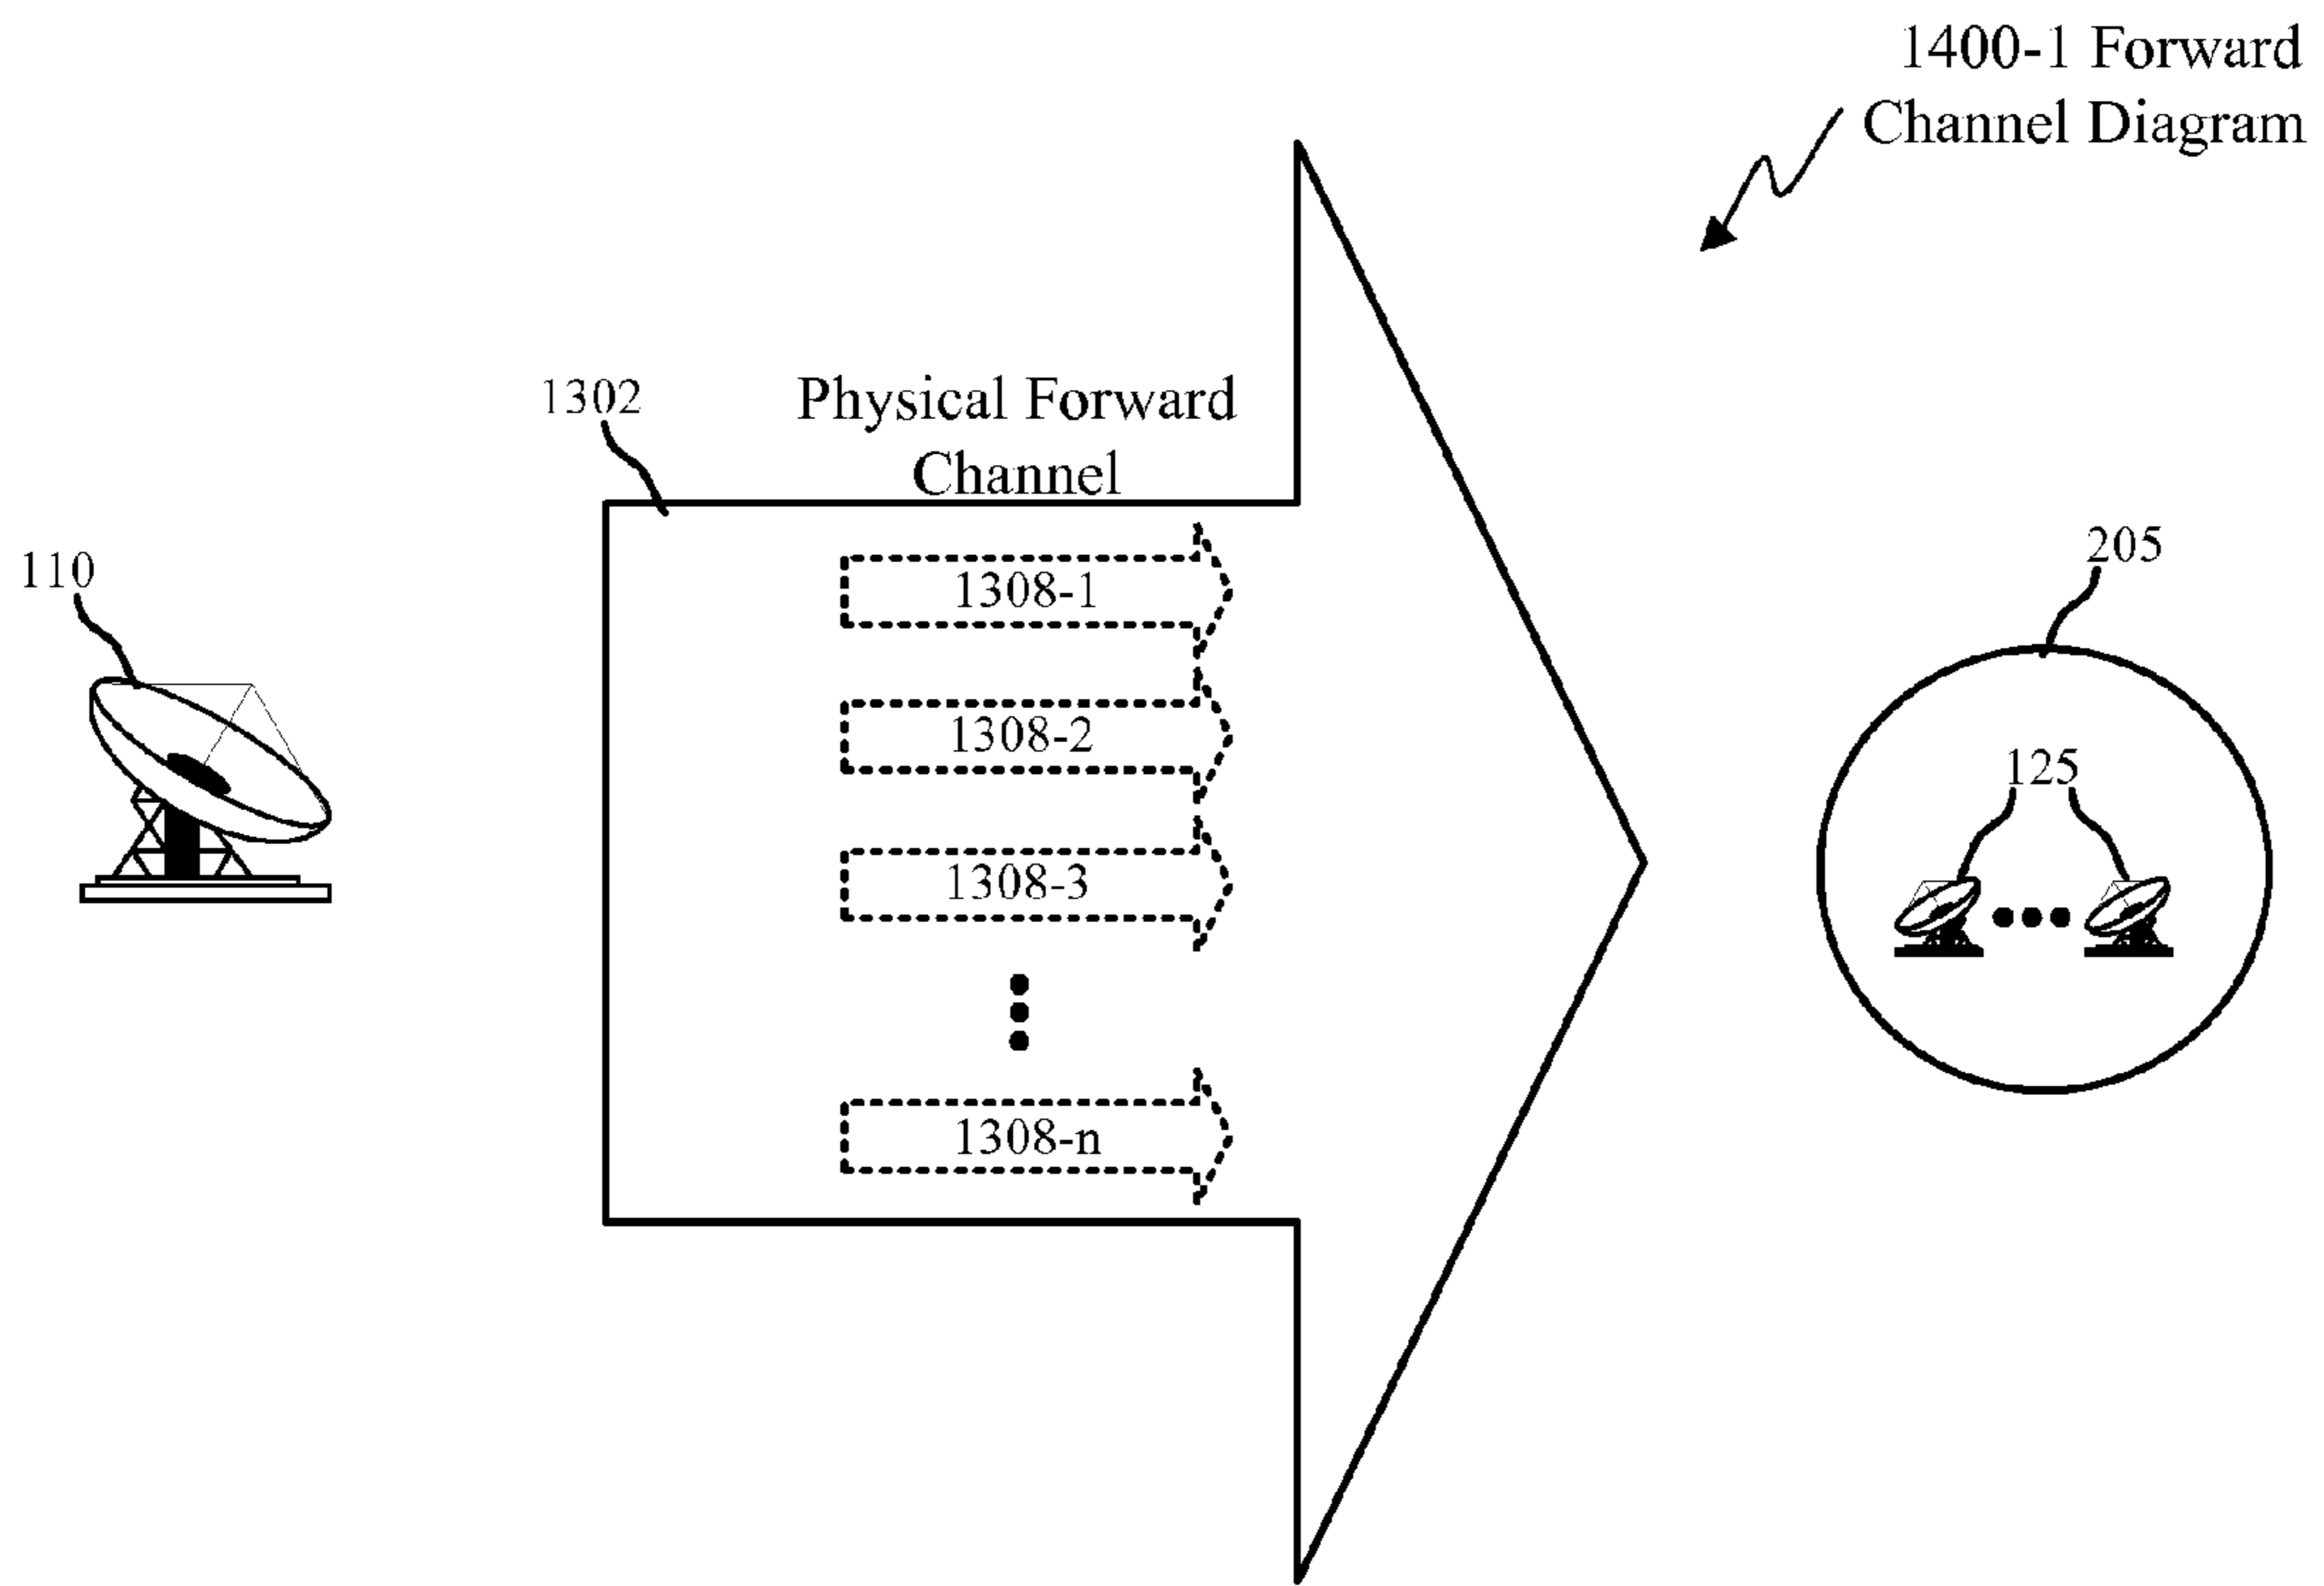 1400-1 Forward
Channel Diagram
1302
Physical Forward
Channel
110
1308-1
205
1308-2
125
1308-3
1308-n